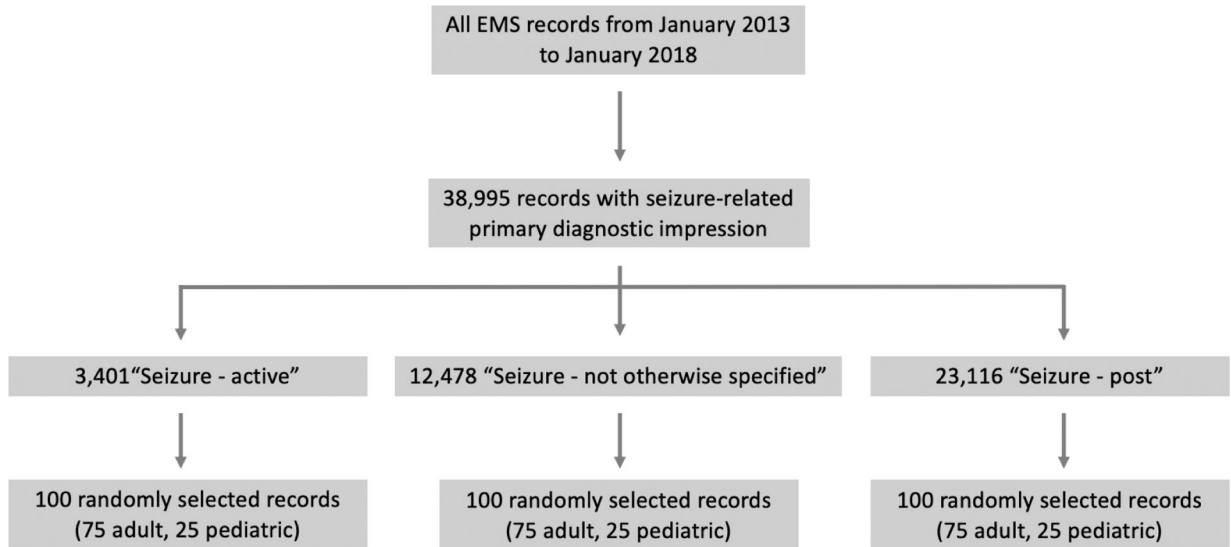 All EMS records from January 2013
to January 2018
38,995 records with seizure-related
primary diagnostic impression
3,401“Seizure - active”
12,478 “Seizure - not otherwise specified”
23,116 “Seizure - post”
100 randomly selected records
(75 adult, 25 pediatric)
100 randomly selected records
(75 adult, 25 pediatric)
100 randomly selected records
(75 adult, 25 pediatric)